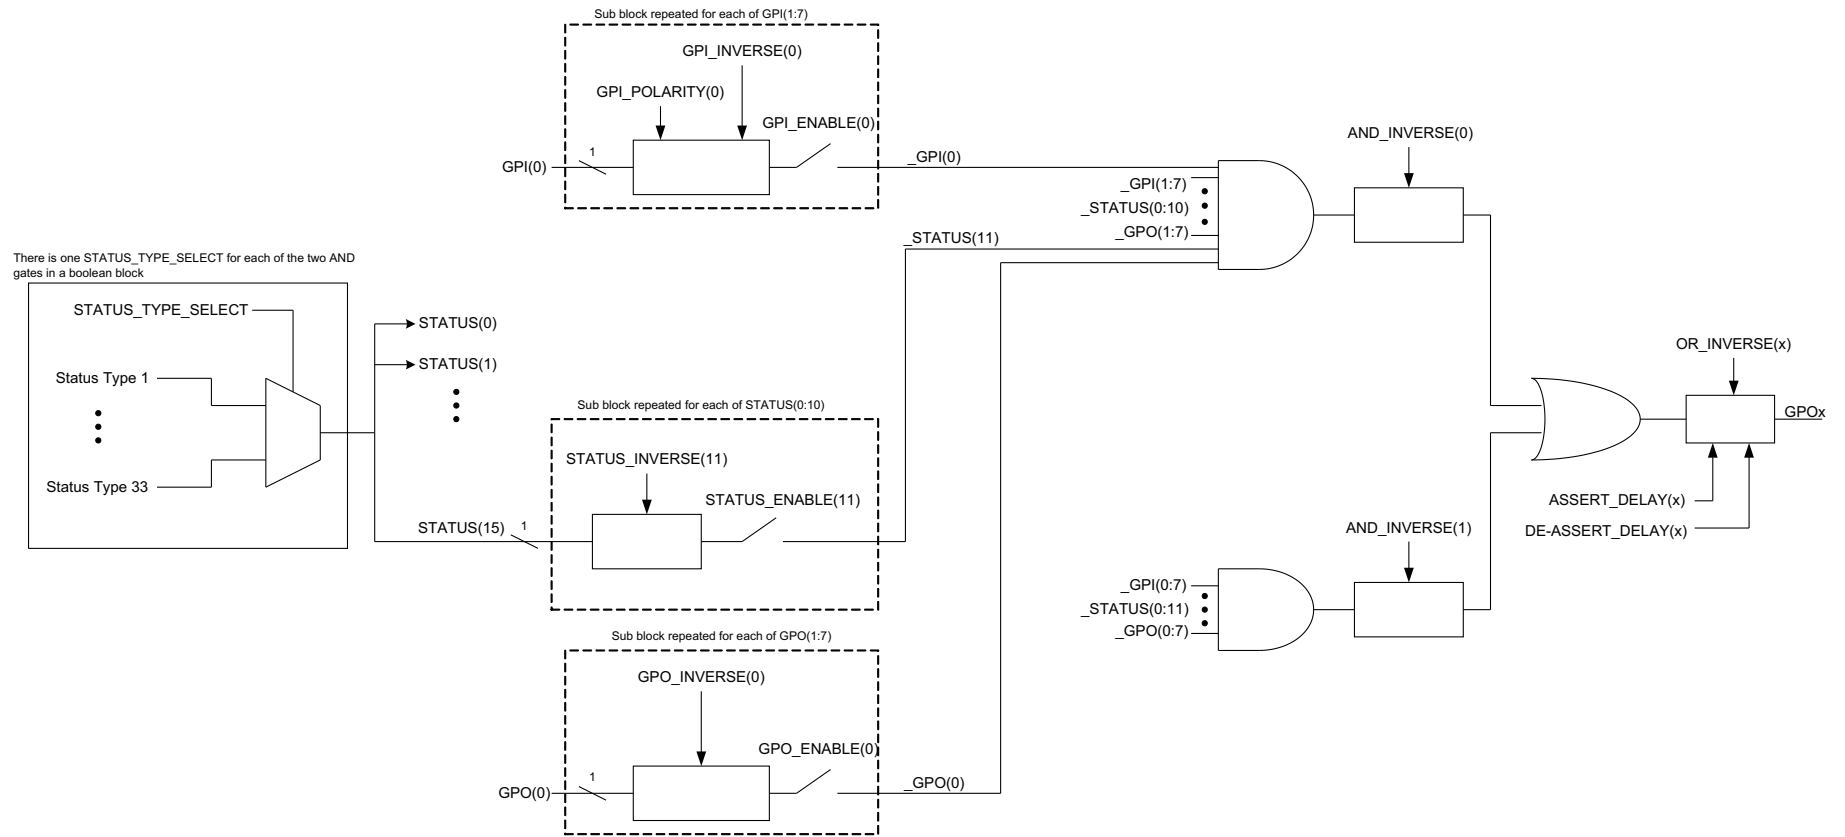 Sub block repeated for each of GPI(1:7)
GPI_INVERSE(0)
GPI_POLARITY(0)
GPI_ENABLE(0)
GPI(0)
1
_GPI(0)
_GPI(1:7)
_STATUS(0:10)
_GPO(1:7)
_STATUS(11)
AND_INVERSE(0)
There is one STATUS_TYPE_SELECT for each of the two AND
gates in a boolean block
STATUS_TYPE_SELECT
Status Type 1
Status Type 33
STATUS(0)
STATUS(1)
Sub block repeated for each of STATUS(0:10)
STATUS_INVERSE(11)
STATUS_ENABLE(11)
STATUS(15)
1
OR_INVERSE(x)
GPOx
ASSERT_DELAY(x)
DE-ASSERT_DELAY(x)
AND_INVERSE(1)
_GPI(0:7)
_STATUS(0:11)
_GPO(0:7)
Sub block repeated for each of GPO(1:7)
GPO_INVERSE(0)
GPO_ENABLE(0)
GPO(0)
1
_GPO(0)